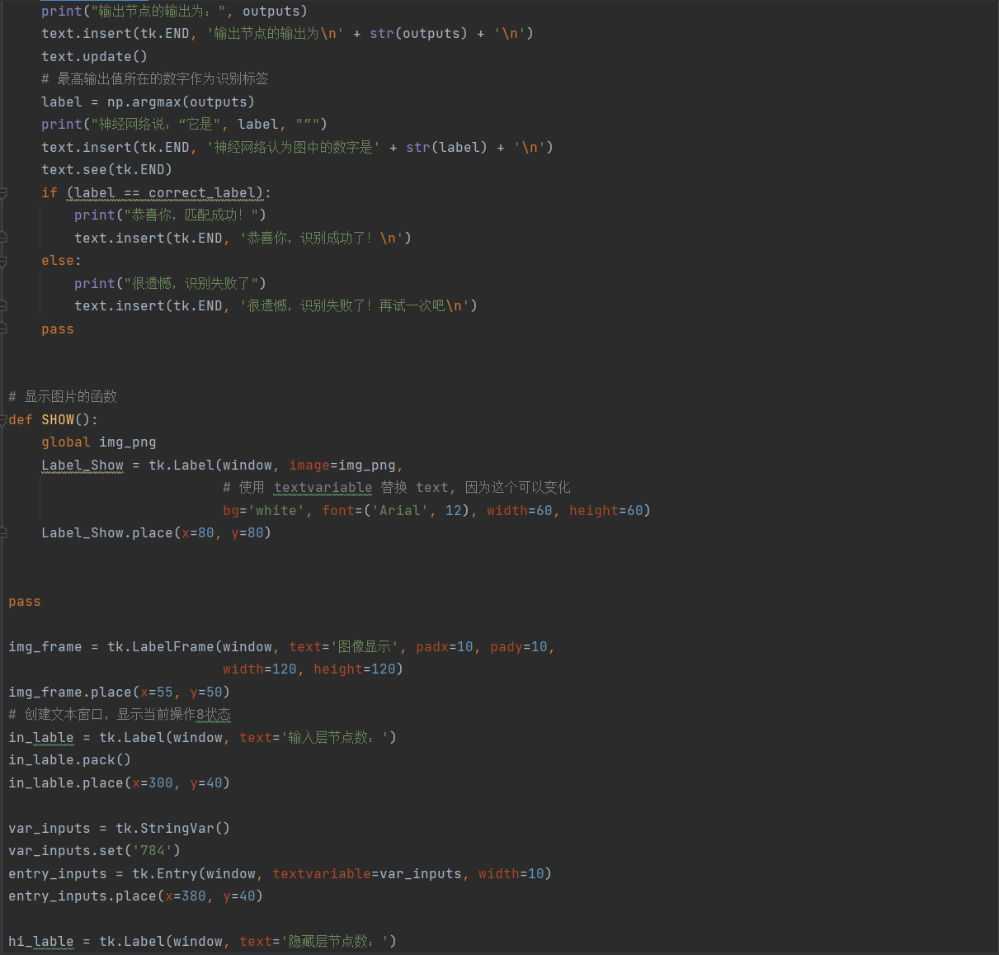 print("输出节点的输出为：", outputs)
text.insert(tk.END, '输出节点的输出为\n' + str(outputs) + '\n')
text.update()
# 最高输出值所在的数字作为识别标签
label = np.argmax(outputs)
print("神经网络说：“它是", label, "”")
text.insert(tk.END, '神经网络认为图中的数字是' + str(label) + '\n')
text.see(tk.END)
if (label == correct_label):
print("恭喜你，匹配成功！")
text.insert(tk.END, '恭喜你，识别成功了！\n')
else:
print("很遗憾，识别失败了")
text.insert(tk.END, '很遗憾，识别失败了！再试一次吧\n')
pass
# 显示图片的函数
def SHOW():
global img_png
Label_Show = tk.Label(window, image=img_png,
# 使用 textvariable 替换 text, 因为这个可以变化
bg='white', font=('Arial', 12), width=60, height=60)
Label_Show.place(x=80, y=80)
pass
img_frame = tk.LabelFrame(window, text='图像显示', padx=10, pady=10,
width=120, height=120)
img_frame.place(x=55, y=50)
# 创建文本窗口，显示当前操作8状态
in_lable = tk.Label(window, text='输入层节点数：')
in_lable.pack()
in_lable.place(x=300, y=40)
var_inputs = tk.StringVar()
var_inputs.set('784')
entry_inputs = tk.Entry(window, textvariable=var_inputs, width=10)
entry_inputs.place(x=380, y=40)
hi_lable = tk.Label(window, text='隐藏层节点数：')